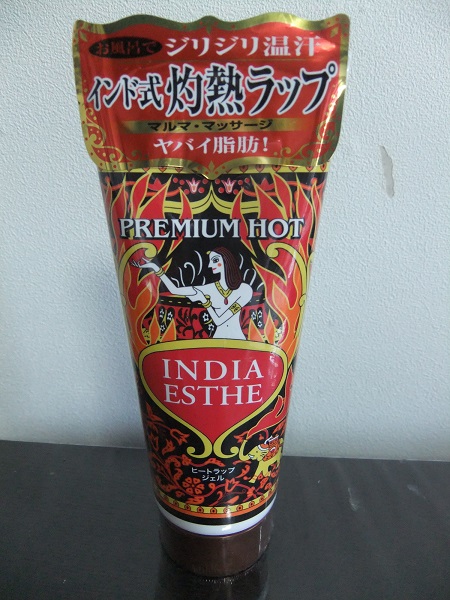 お風呂で ジリジリ温汗
インド式灼熱ラップ
マルマ・マッサージ
ヤバイ脂肪!
PREMIUM HOT
INDIA
ESTHE
ヒートラップ
ジェル